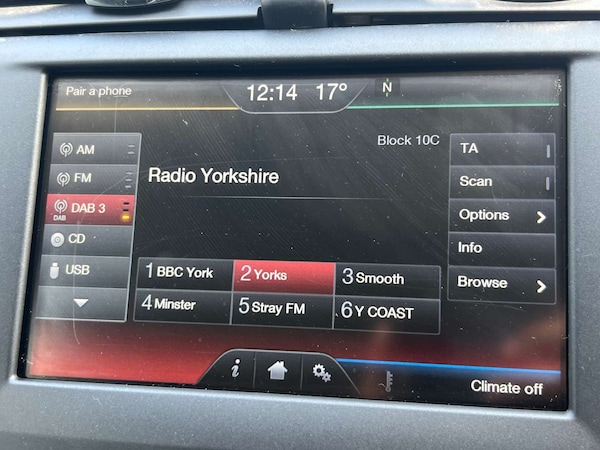 Pair a phone
12:14 17°
N
Block 10C
AM
FM
DAB 3
DAB
CD
USB
Radio Yorkshire
TA
Scan
Options
Info
Browse
1 BBC York
2 Yorks
3 Smooth
4 Minster
5 Stray FM
6 Y COAST
i
Climate off